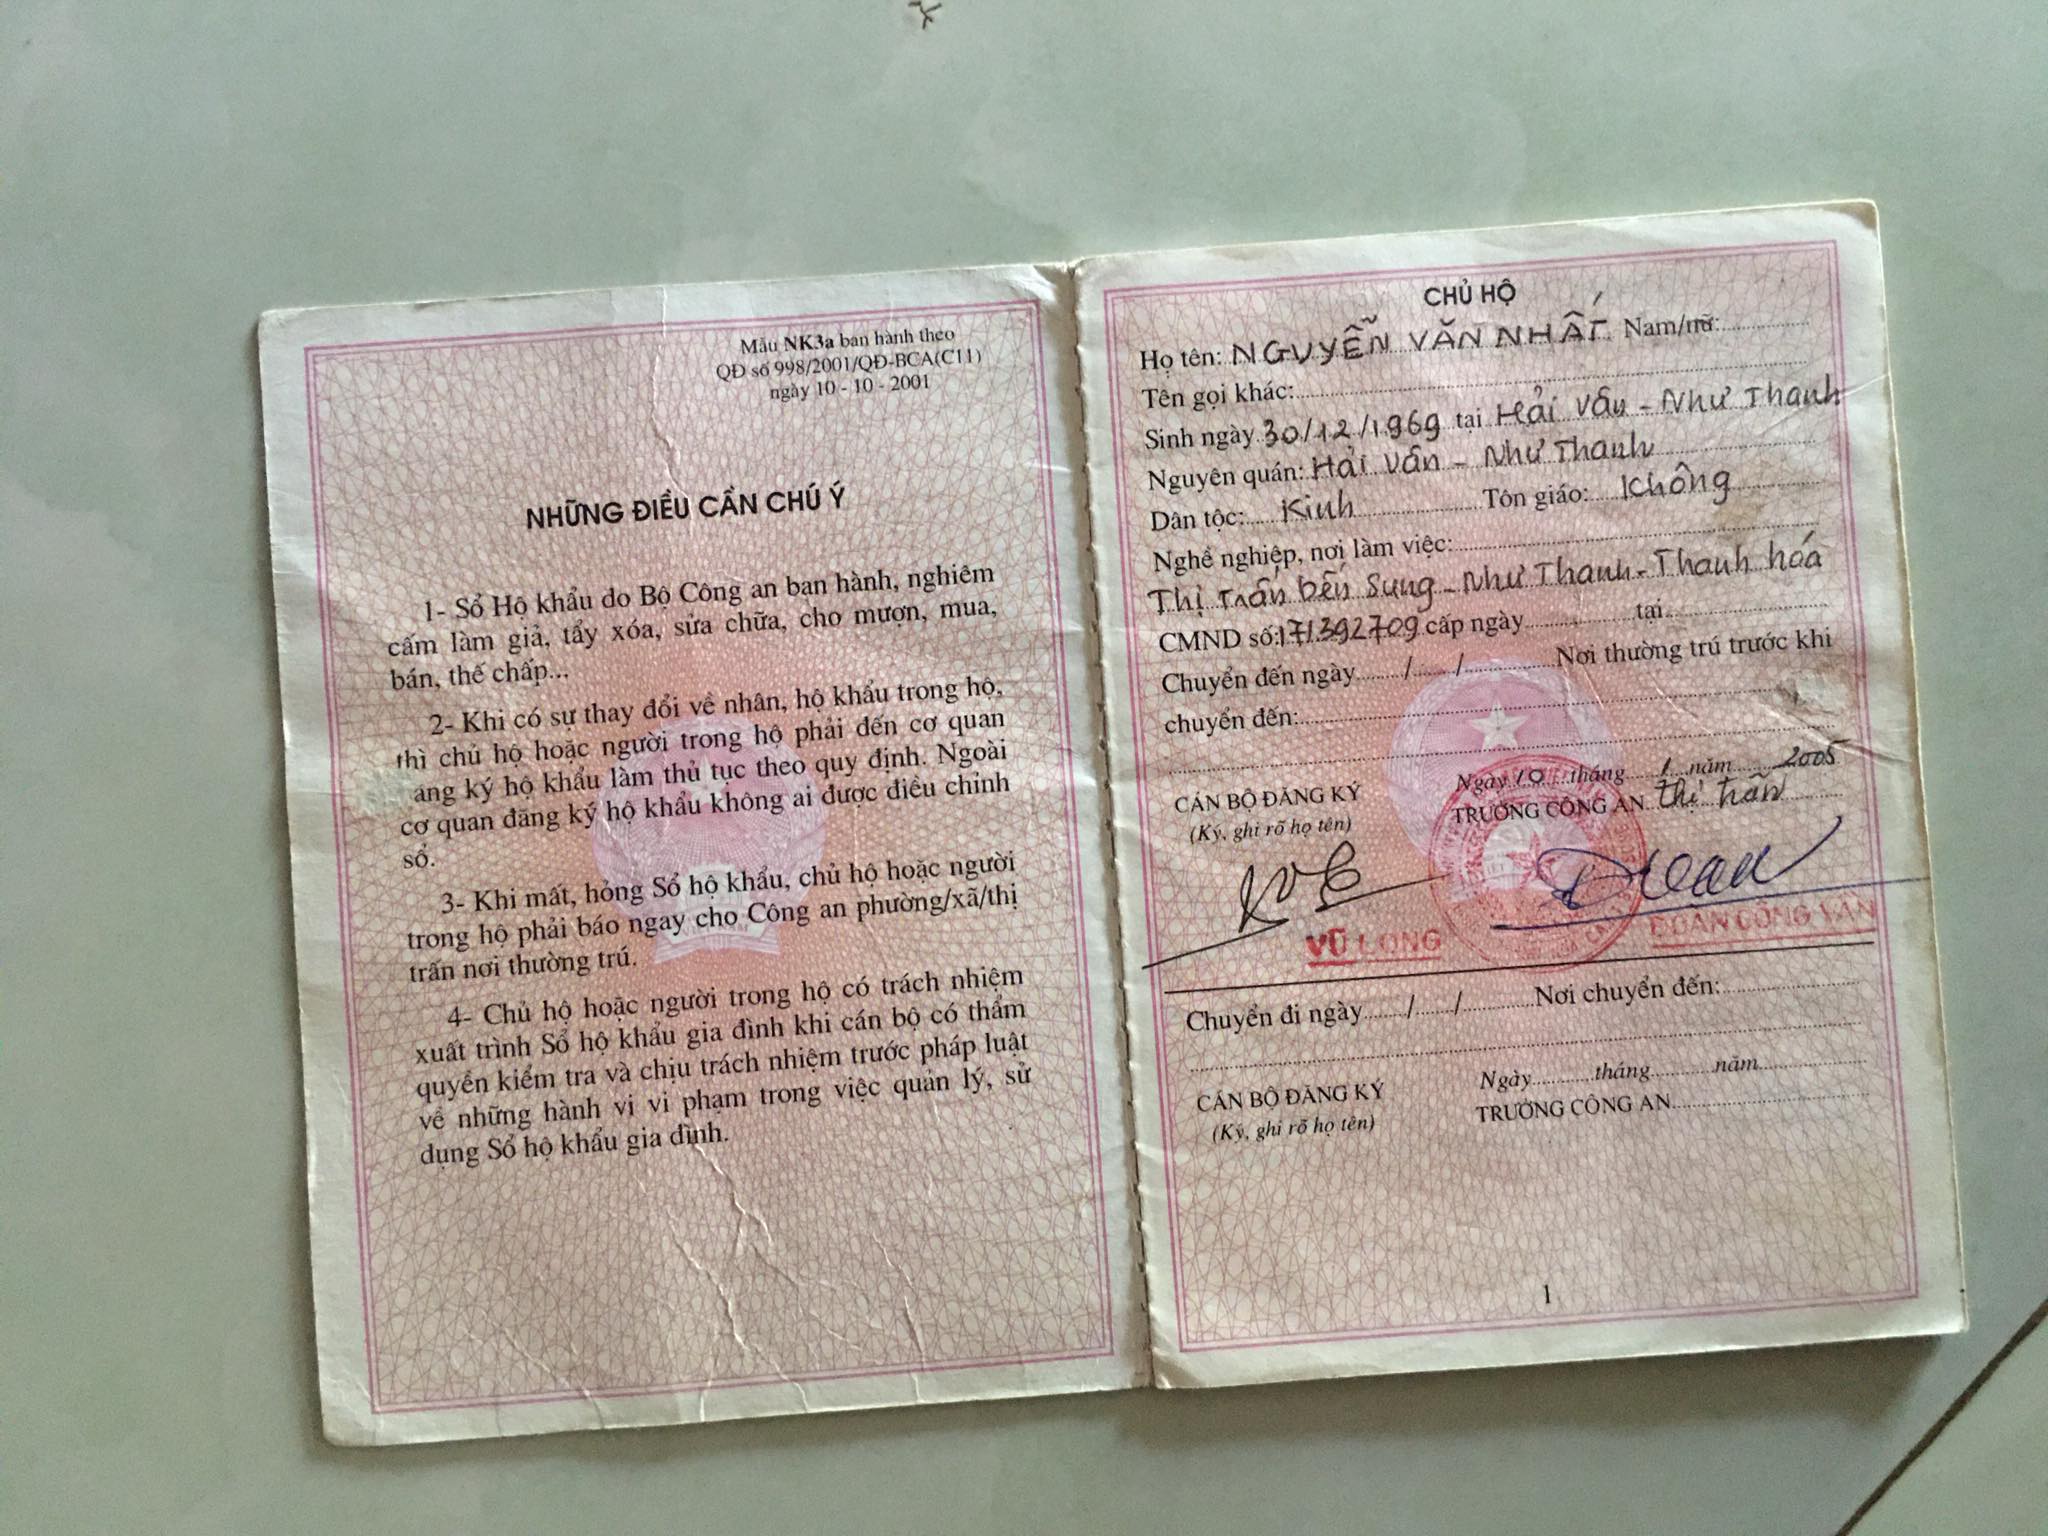 Mẫu NK3a ban hành theo
QĐ số 998/2001/QĐ-BCA(C11)
ngày 10 - 10 - 2001
NHỮNG ĐIỀU CẦN CHÚ Ý
1- Sổ Hộ khẩu do Bộ Công an ban hành, nghiêm
cấm làm giả, tẩy xóa, sửa chữa, cho mượn, mua,
bán, thế chấp...
2- Khi có sự thay đổi về nhân, hộ khẩu trong hộ,
thì chủ hộ hoặc người trong hộ phải đến cơ quan
ang ký hộ khẩu làm thủ tục theo quy định. Ngoài
cơ quan đăng ký hộ khẩu không ai được điều chỉnh
sổ.
3- Khi mất, hỏng Sổ hộ khẩu, chủ hộ hoặc người
trong hộ phải báo ngay cho Công an phường/xã/thị
trấn nơi thường trú.
4- Chủ hộ hoặc người trong hộ có trách nhiệm
xuất trình Sổ hộ khẩu gia đình khi cán bộ có thẩm
quyền kiểm tra và chịu trách nhiệm trước pháp luật
về những hành vi vi phạm trong việc quản lý, sử
dụng Sổ hộ khẩu gia đình.
CHỦ HỘ
Họ tên: NGUYỄN VĂN NHẤT Nam/nữ:
Tên gọi khác:
Sinh ngày 30/12/1969 tại Hải Vân - Như Thanh
Nguyên quán: Hải Vân - Như Thanh
Dân tộc: Kinh Tôn giáo: Không
Nghề nghiệp, nơi làm việc:
Thị trấn Bến Sung - Như Thanh - Thanh hóa
CMND số: 171392709 cấp ngày tại
Chuyển đến ngày / / Nơi thường trú trước khi
chuyển đến:
Ngày 10 tháng 1 năm 2005
CÁN BỘ ĐĂNG KÝ TRƯỞNG CÔNG AN Thị Trấn
(Ký, ghi rõ họ tên)
VŨ LONG ĐOÀN CÔNG VĂN
Chuyển đi ngày / / Nơi chuyển đến:
Ngày tháng năm
CÁN BỘ ĐĂNG KÝ TRƯỞNG CÔNG AN
(Ký, ghi rõ họ tên)
1